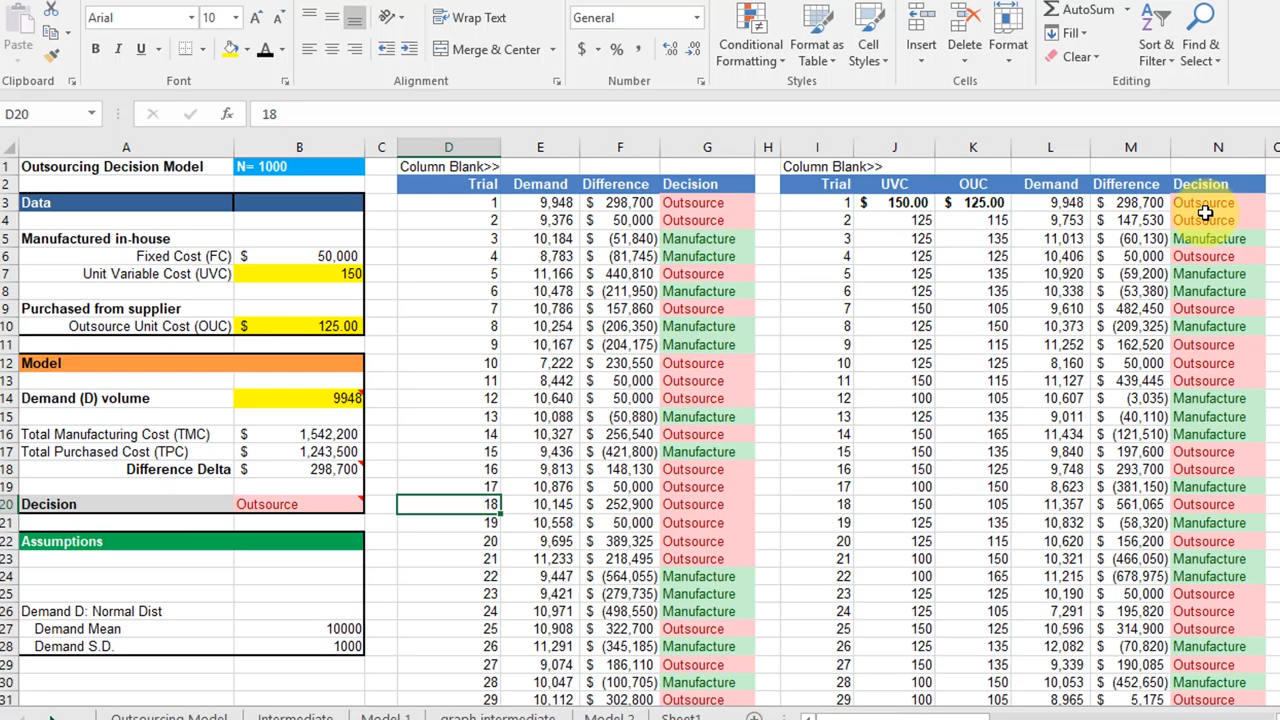 Paste
Clipboard
Arial
10
A A
B I U
A
Font
Wrap Text
Merge & Center
Alignment
General
$ % ,
Number
Conditional Formatting
Format as Table
Cell Styles
Styles
Insert
Delete
Format
Cells
AutoSum
Fill
Clear
Sort & Filter
Find & Select
Editing
D20 fx 18
A B C D E F G H I J K L M N
1 Outsourcing Decision Model N= 1000 Column Blank>> Column Blank>>
2 Trial Demand Difference Decision Trial UVC OUC Demand Difference Decision
3 Data 1 9,948 $ 298,700 Outsource 1 $ 150.00 $ 125.00 9,948 $ 298,700 Outsource
4 2 9,376 $ 50,000 Outsource 2 125 115 9,753 $ 147,530 Outsource
5 Manufactured in-house 3 10,184 $ (51,840) Manufacture 3 125 135 11,013 $ (60,130) Manufacture
6 Fixed Cost (FC) $ 50,000 4 8,783 $ (81,745) Manufacture 4 125 125 10,406 $ 50,000 Outsource
7 Unit Variable Cost (UVC) 150 5 11,166 $ 440,810 Outsource 5 125 135 10,920 $ (59,200) Manufacture
8 6 10,478 $ (211,950) Manufacture 6 125 135 10,338 $ (53,380) Manufacture
9 Purchased from supplier 7 10,786 $ 157,860 Outsource 7 150 105 9,610 $ 482,450 Outsource
10 Outsource Unit Cost (OUC) $ 125.00 8 10,254 $ (206,350) Manufacture 8 125 150 10,373 $ (209,325) Manufacture
11 9 10,167 $ (204,175) Manufacture 9 125 115 11,252 $ 162,520 Outsource
12 Model 10 7,222 $ 230,550 Outsource 10 125 125 8,160 $ 50,000 Outsource
13 11 8,442 $ 50,000 Outsource 11 150 115 11,127 $ 439,445 Outsource
14 Demand (D) volume 9948 12 10,640 $ 50,000 Outsource 12 100 105 10,607 $ (3,035) Manufacture
15 13 10,088 $ (50,880) Manufacture 13 125 135 9,011 $ (40,110) Manufacture
16 Total Manufacturing Cost (TMC) $ 1,542,200 14 10,327 $ 256,540 Outsource 14 150 165 11,434 $ (121,510) Manufacture
17 Total Purchased Cost (TPC) $ 1,243,500 15 9,436 $ (421,800) Manufacture 15 150 135 9,840 $ 197,600 Outsource
18 Difference Delta $ 298,700 16 9,813 $ 148,130 Outsource 16 150 125 9,748 $ 293,700 Outsource
19 17 10,876 $ 50,000 Outsource 17 100 150 8,623 $ (381,150) Manufacture
20 Decision Outsource 18 10,145 $ 252,900 Outsource 18 150 105 11,357 $ 561,065 Outsource
21 19 10,558 $ 50,000 Outsource 19 125 135 10,832 $ (58,320) Manufacture
22 Assumptions 20 9,695 $ 389,325 Outsource 20 125 115 10,620 $ 156,200 Outsource
23 21 11,233 $ 218,495 Outsource 21 100 150 10,321 $ (466,050) Manufacture
24 22 9,447 $ (564,055) Manufacture 22 100 165 11,215 $ (678,975) Manufacture
25 23 9,421 $ (279,735) Manufacture 23 125 125 10,190 $ 50,000 Outsource
26 Demand D: Normal Dist 24 10,971 $ (498,550) Manufacture 24 125 105 7,291 $ 195,820 Outsource
27 Demand Mean 10000 25 10,908 $ 322,700 Outsource 25 150 125 10,596 $ 314,900 Outsource
28 Demand S.D. 1000 26 11,291 $ (345,185) Manufacture 26 125 135 12,082 $ (70,820) Manufacture
29 27 9,074 $ 186,110 Outsource 27 150 135 9,339 $ 190,085 Outsource
30 28 10,047 $ (100,705) Manufacture 28 100 150 10,053 $ (452,650) Manufacture
31 29 10,112 $ 302,800 Outsource 29 100 105 8,965 $ 5,175 Outsource
Outsourcing Model Intermediate Model 1 graph intermediate Model 2 Sheet1